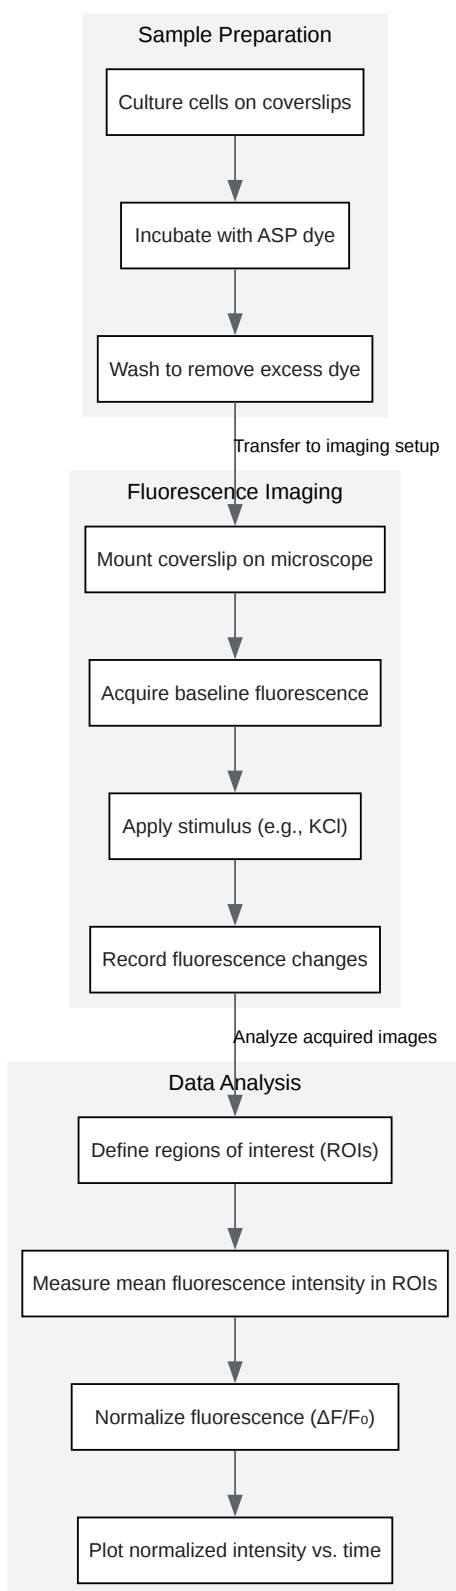 Sample Preparation
Culture cells on coverslips
Incubate with ASP dye
Wash to remove excess dye
Transfer to imaging setup
Fluorescence Imaging
Mount coverslip on microscope
Acquire baseline fluorescence
Apply stimulus (e.g., KCl)
Record fluorescence changes
Analyze acquired images
Data Analysis
Define regions of interest (ROIs)
Measure mean fluorescence intensity in ROIs
Normalize fluorescence (ΔF/F₀)
Plot normalized intensity vs. time